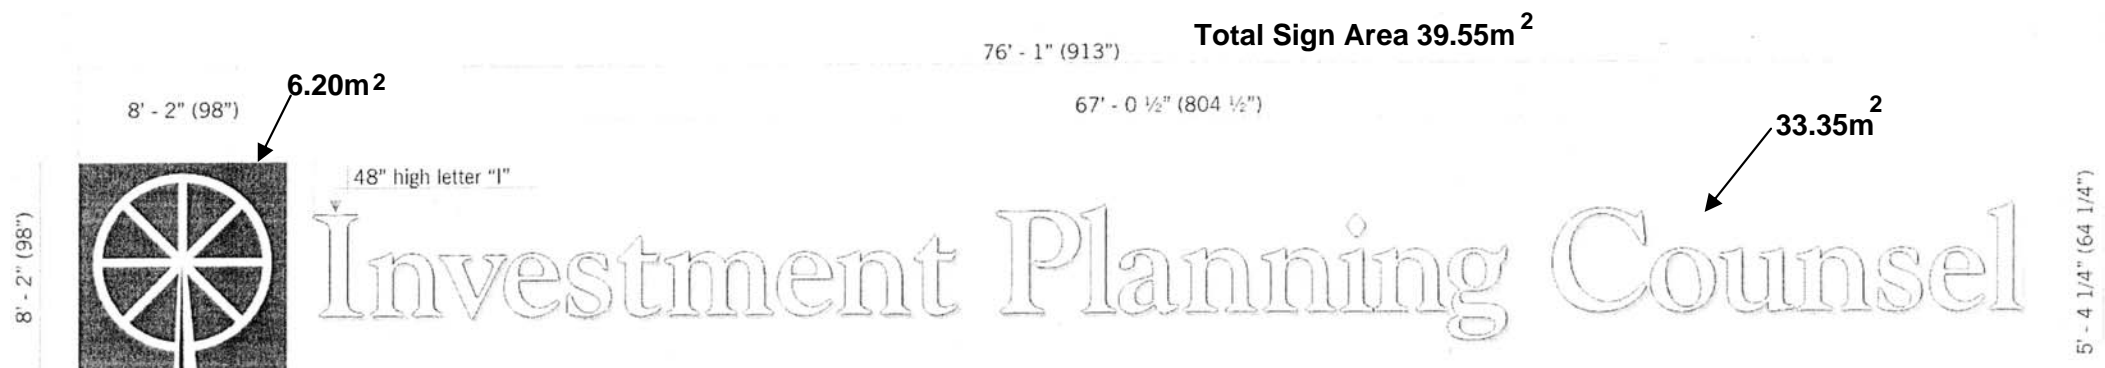 Total Sign Area 39.55m²
76' - 1" (913")
6.20m²
8' - 2" (98")
67' - 0 ½" (804 ½")
33.35m²
48" high letter "I"
8' - 2" (98")
Investment Planning Counsel
5' - 4 1/4" (64 1/4")